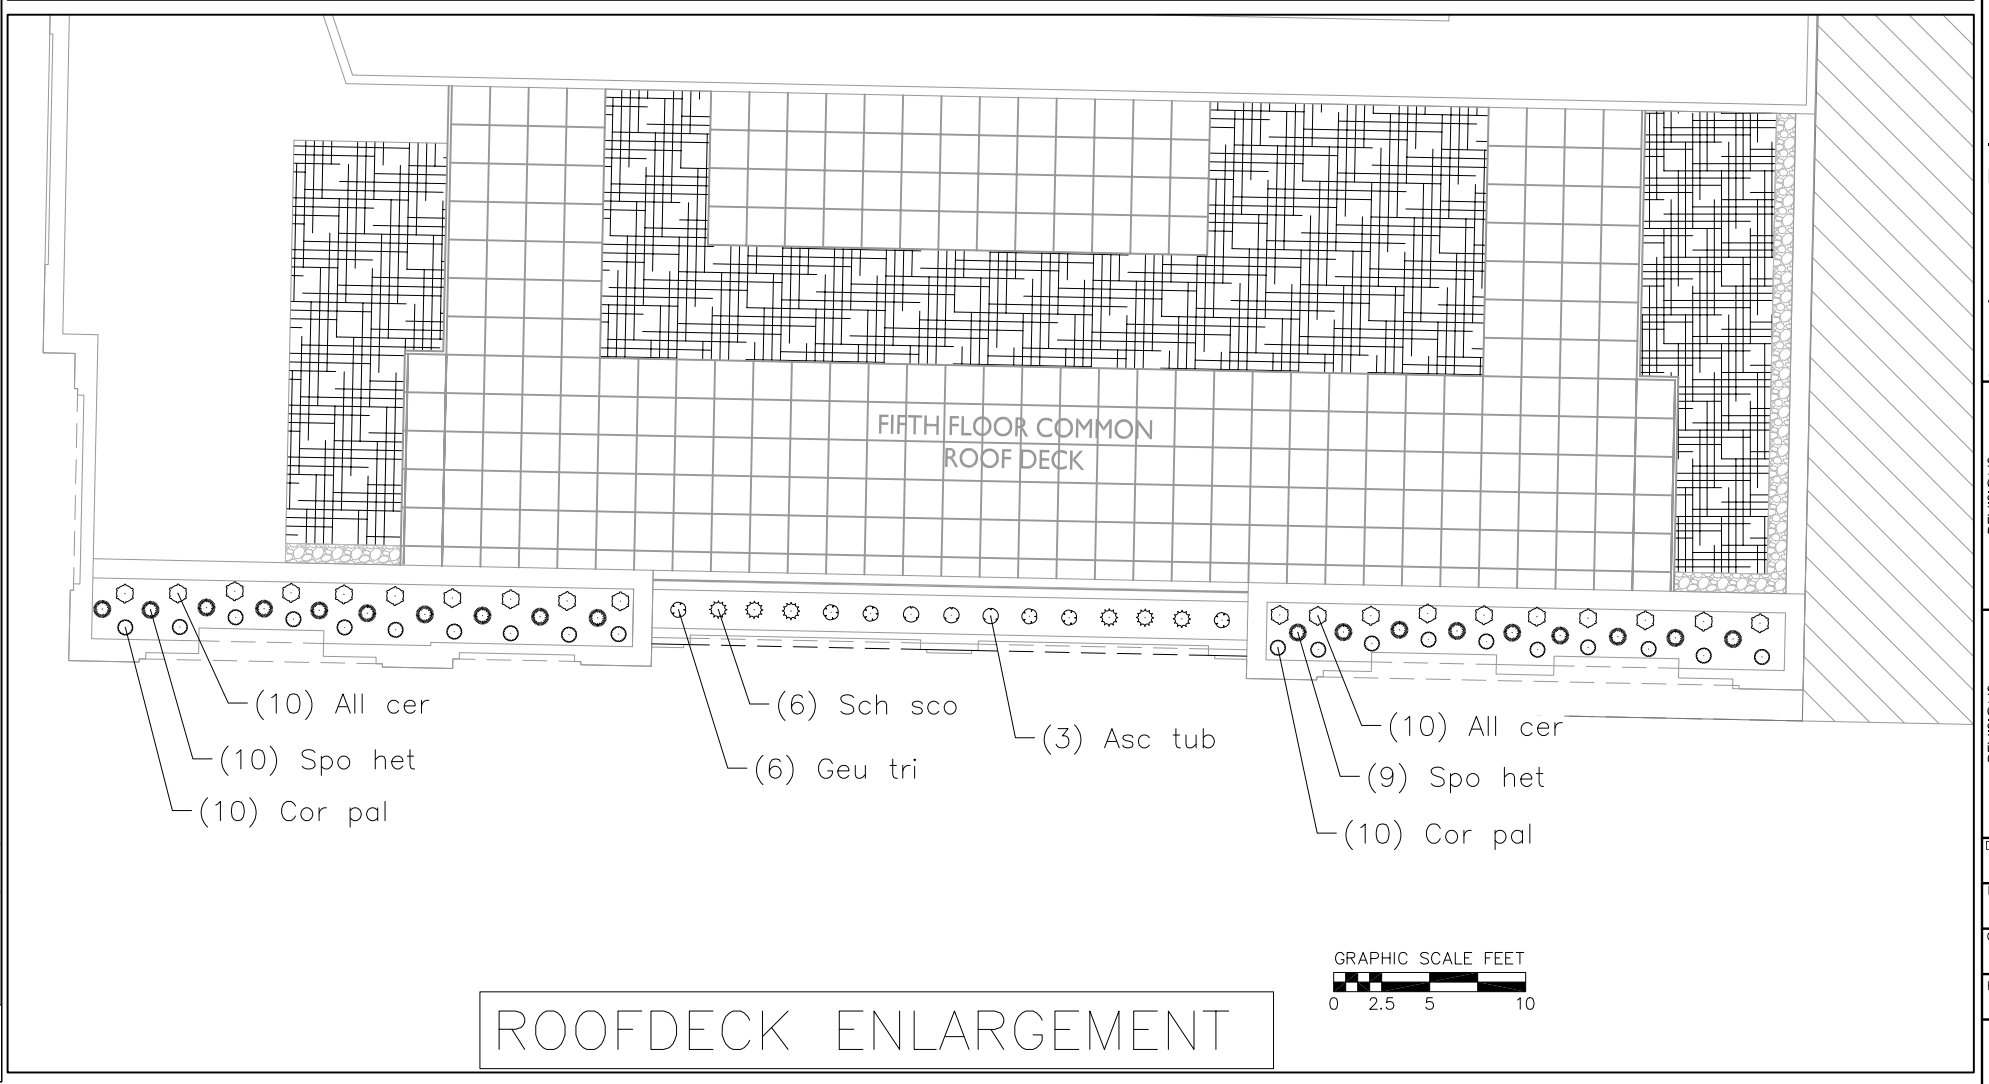 FIFTH FLOOR COMMON
ROOF DECK
(10) All cer
(10) Spo het
(10) Cor pal
(6) Sch sco
(6) Geu tri
(3) Asc tub
(10) All cer
(9) Spo het
(10) Cor pal
GRAPHIC SCALE FEET
0 2.5 5 10
ROOFDECK ENLARGEMENT